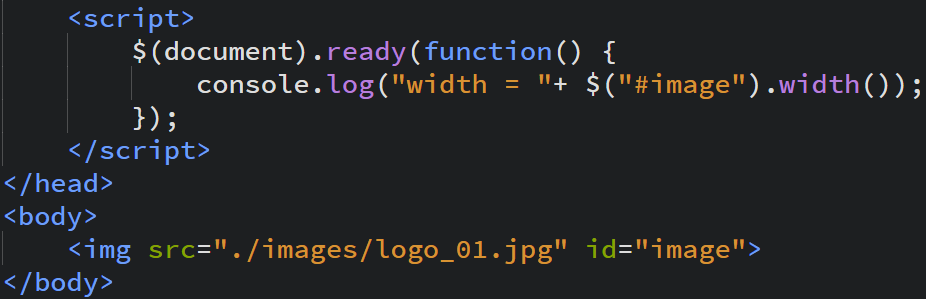 <script>
$(document).ready(function() {
console.log("width = "+ $("#image").width());
});
</script>
</head>
<body>
<img src="./images/logo_01.jpg" id="image">
</body>